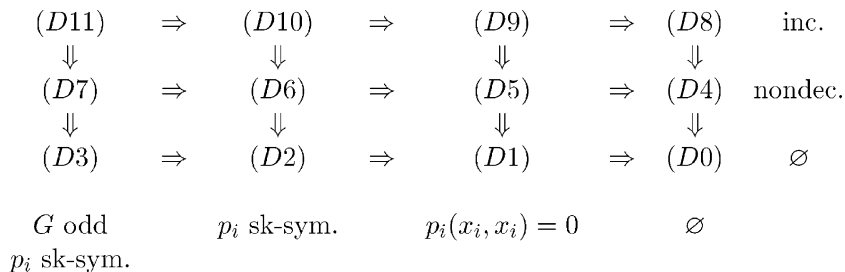 (D11) ⇒ (D10) ⇒ (D9) ⇒ (D8) inc.
⇓ ⇓ ⇓ ⇓
(D7) ⇒ (D6) ⇒ (D5) ⇒ (D4) nondec.
⇓ ⇓ ⇓ ⇓
(D3) ⇒ (D2) ⇒ (D1) ⇒ (D0) ∅
G odd p_i sk-sym. p_i(x_i, x_i) = 0 ∅
p_i sk-sym.